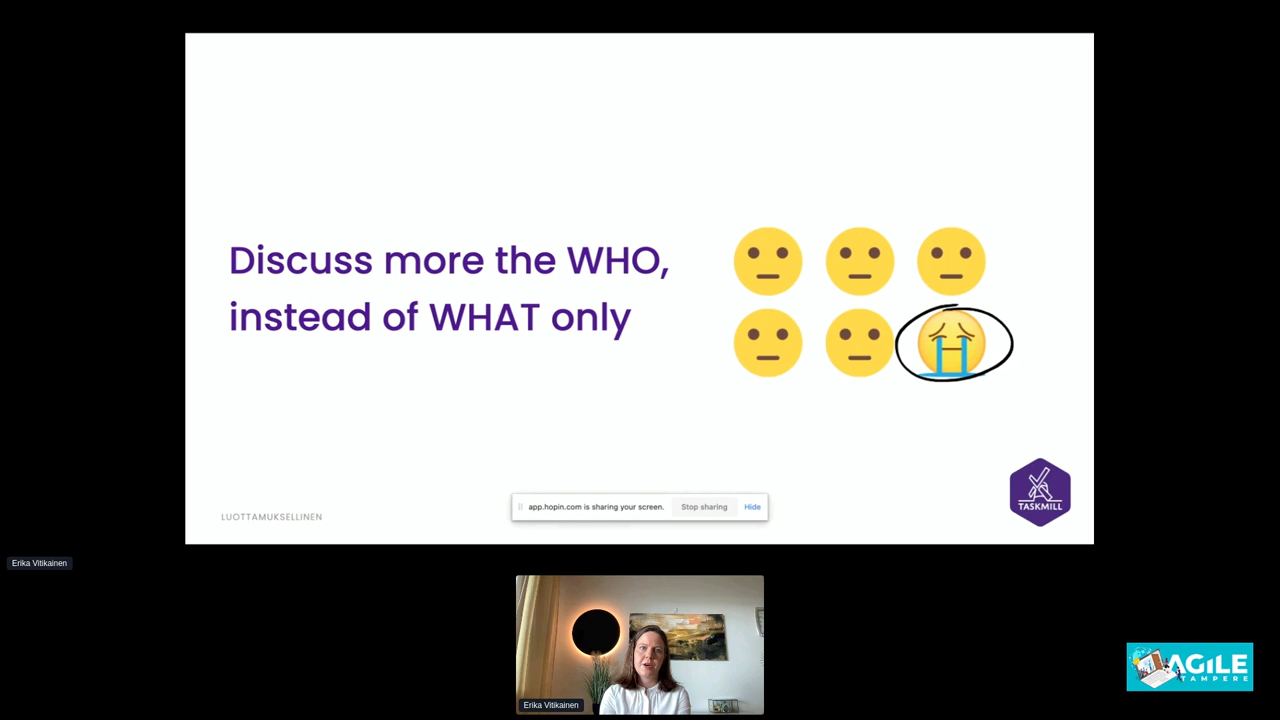 Discuss more the WHO,
instead of WHAT only
TASKMILL
app.hopin.com is sharing your screen. Stop sharing Hide
LUOTTAMUKSELLINEN
Erika Vitikainen
AGILE
TAMPERE
Erika Vitikainen